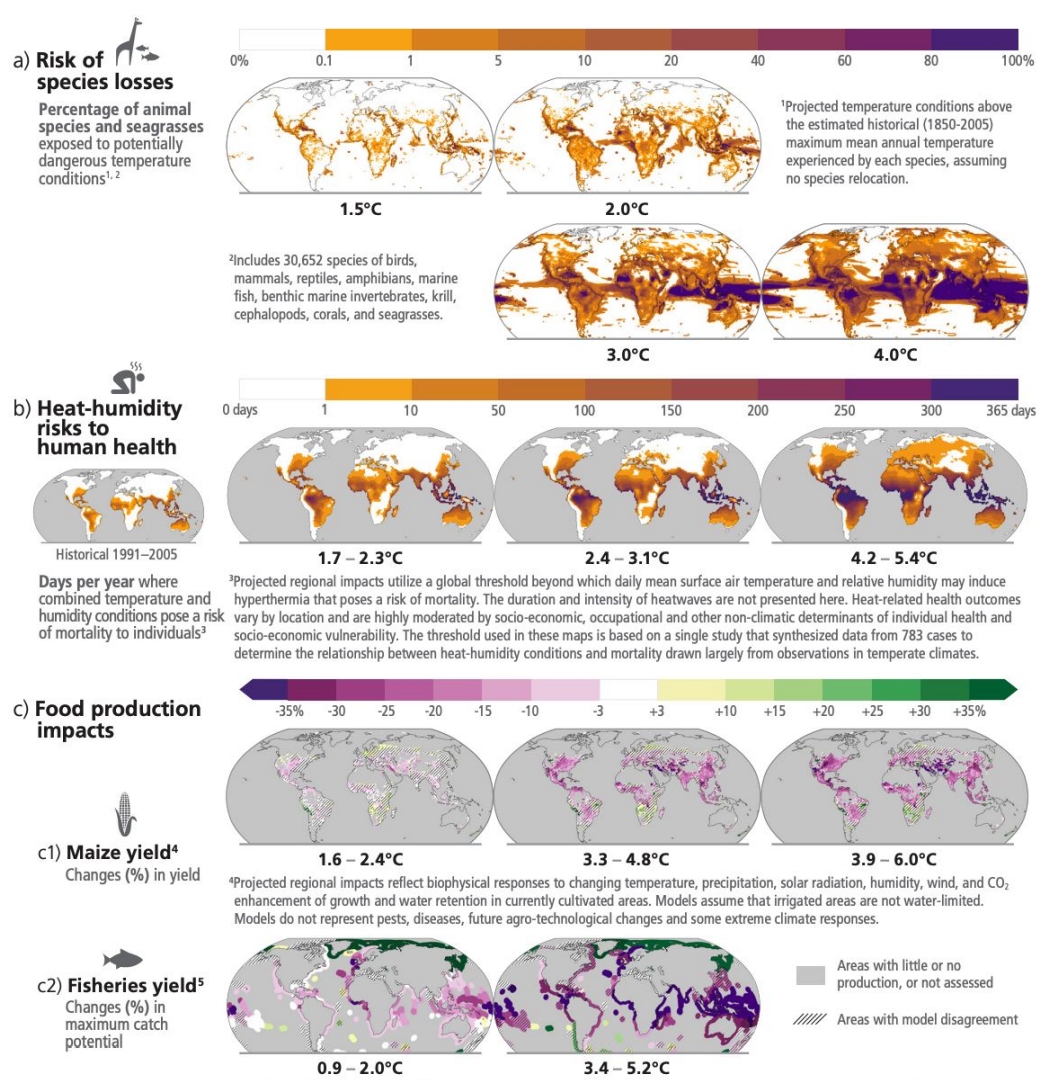 a) Risk of
species losses
Percentage of animal
species and seagrasses
exposed to potentially
dangerous temperature
conditions1, 2
0% 0.1 1 5 10 20 40 60 80 100%
1.5°C
2.0°C
1Projected temperature conditions above
the estimated historical (1850-2005)
maximum mean annual temperature
experienced by each species, assuming
no species relocation.
2Includes 30,652 species of birds,
mammals, reptiles, amphibians, marine
fish, benthic marine invertebrates, krill,
cephalopods, corals, and seagrasses.
3.0°C
4.0°C
b) Heat-humidity
risks to
human health
0 days 1 10 50 100 150 200 250 300 365 days
Historical 1991–2005
1.7 – 2.3°C
2.4 – 3.1°C
4.2 – 5.4°C
Days per year where
combined temperature and
humidity conditions pose a risk
of mortality to individuals3
3Projected regional impacts utilize a global threshold beyond which daily mean surface air temperature and relative humidity may induce
hyperthermia that poses a risk of mortality. The duration and intensity of heatwaves are not presented here. Heat-related health outcomes
vary by location and are highly moderated by socio-economic, occupational and other non-climatic determinants of individual health and
socio-economic vulnerability. The threshold used in these maps is based on a single study that synthesized data from 783 cases to
determine the relationship between heat-humidity conditions and mortality drawn largely from observations in temperate climates.
c) Food production
impacts
-35% -30 -25 -20 -15 -10 -3 +3 +10 +15 +20 +25 +30 +35%
c1) Maize yield4
Changes (%) in yield
1.6 – 2.4°C
3.3 – 4.8°C
3.9 – 6.0°C
4Projected regional impacts reflect biophysical responses to changing temperature, precipitation, solar radiation, humidity, wind, and CO2
enhancement of growth and water retention in currently cultivated areas. Models assume that irrigated areas are not water-limited.
Models do not represent pests, diseases, future agro-technological changes and some extreme climate responses.
c2) Fisheries yield5
Changes (%) in
maximum catch
potential
0.9 – 2.0°C
3.4 – 5.2°C
Areas with little or no
production, or not assessed
Areas with model disagreement